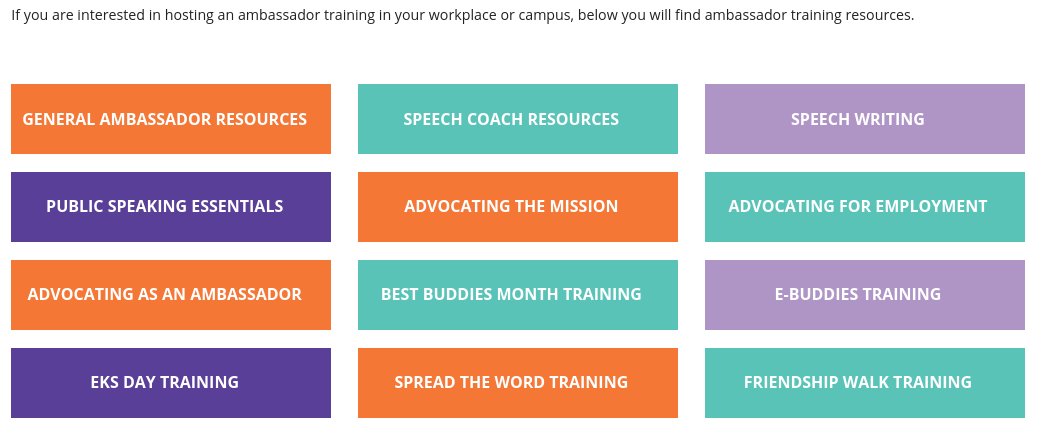 If you are interested in hosting an ambassador training in your workplace or campus, below you will find ambassador training resources.
GENERAL AMBASSADOR RESOURCES
SPEECH COACH RESOURCES
SPEECH WRITING
PUBLIC SPEAKING ESSENTIALS
ADVOCATING THE MISSION
ADVOCATING FOR EMPLOYMENT
ADVOCATING AS AN AMBASSADOR
BEST BUDDIES MONTH TRAINING
E-BUDDIES TRAINING
EKS DAY TRAINING
SPREAD THE WORD TRAINING
FRIENDSHIP WALK TRAINING